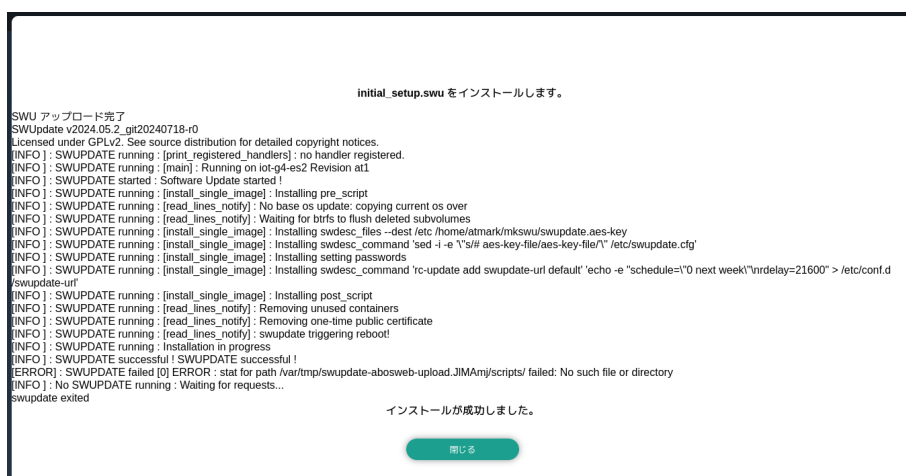 initial_setup.swu をインストールします。
SWU アップロード完了
SWUpdate v2024.05.2_git20240718-r0
Licensed under GPLv2. See source distribution for detailed copyright notices.
[INFO ] : SWUPDATE running : [print_registered_handlers] : no handler registered.
[INFO ] : SWUPDATE running : [main] : Running on iot-g4-es2 Revision at1
[INFO ] : SWUPDATE started : Software Update started !
[INFO ] : SWUPDATE running : [install_single_image] : Installing pre_script
[INFO ] : SWUPDATE running : [read_lines_notify] : No base os update: copying current os over
[INFO ] : SWUPDATE running : [read_lines_notify] : Waiting for btrfs to flush deleted subvolumes
[INFO ] : SWUPDATE running : [install_single_image] : Installing swdesc_files --dest /etc /home/atmark/mkswu/swupdate.aes-key
[INFO ] : SWUPDATE running : [install_single_image] : Installing swdesc_command 'sed -i -e '\"s/# aes-key-file/aes-key-file/'\" /etc/swupdate.cfg'
[INFO ] : SWUPDATE running : [install_single_image] : Installing setting passwords
[INFO ] : SWUPDATE running : [install_single_image] : Installing swdesc_command 'rc-update add swupdate-url default' 'echo -e "schedule=\"0 next week\"\nrdelay=21600" > /etc/conf.d
/swupdate-url'
[INFO ] : SWUPDATE running : [install_single_image] : Installing post_script
[INFO ] : SWUPDATE running : [read_lines_notify] : Removing unused containers
[INFO ] : SWUPDATE running : [read_lines_notify] : Removing one-time public certificate
[INFO ] : SWUPDATE running : [read_lines_notify] : swupdate triggering reboot!
[INFO ] : SWUPDATE running : Installation in progress
[INFO ] : SWUPDATE successful ! SWUPDATE successful !
[ERROR] : SWUPDATE failed [0] ERROR : stat for path /var/tmp/swupdate-abosweb-upload.JlMAmj/scripts/ failed: No such file or directory
[INFO ] : No SWUPDATE running : Waiting for requests...
swupdate exited
インストールが成功しました。
閉じる